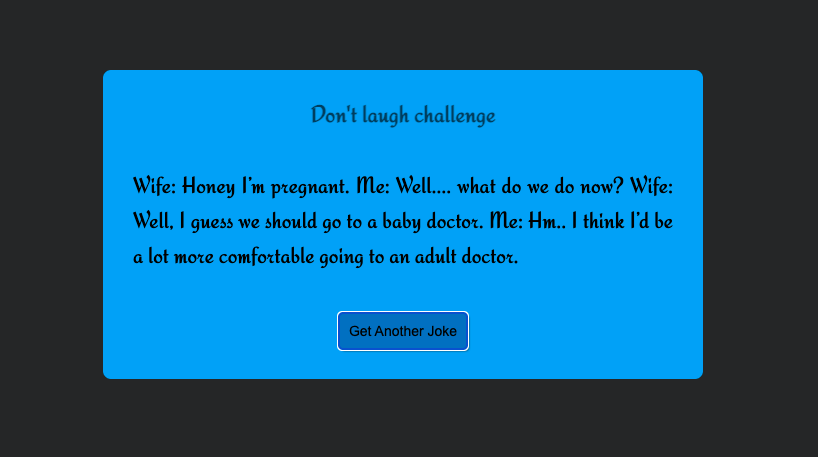 Don't laugh challenge
Wife: Honey I'm pregnant. Me: Well.... what do we do now? Wife:
Well, I guess we should go to a baby doctor. Me: Hm.. I think I'd be
a lot more comfortable going to an adult doctor.
Get Another Joke